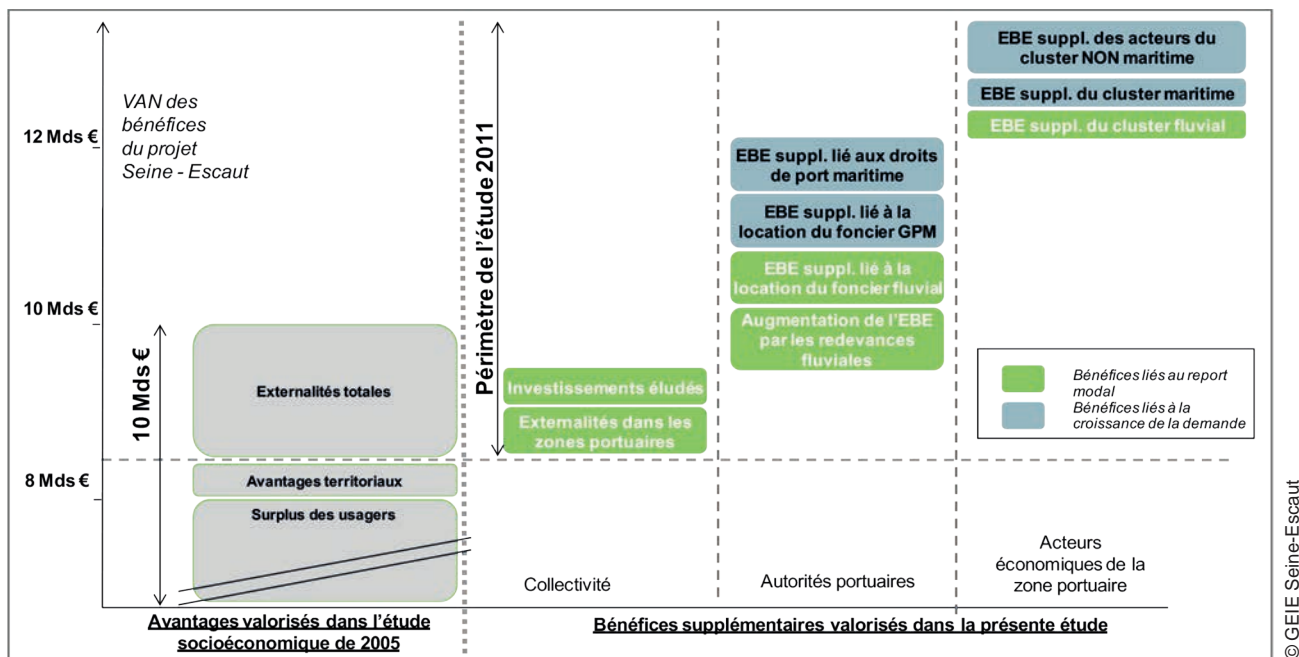 VAN des
bénéfices
du projet
Seine - Escaut
12 Mds €
10 Mds €
8 Mds €
10 Mds €
Externalités totales
Avantages territoriaux
Surplus des usagers
Avantages valorisés dans l'étude
socioéconomique de 2005
Périmètre de l'étude 2011
Investissements éludés
Externalités dans les
zones portuaires
Collectivité
EBE suppl. lié aux droits
de port maritime
EBE suppl. lié à la
location du foncier GPM
EBE suppl. lié à la
location du foncier fluvial
Augmentation de l'EBE
par les redevances
fluviales
Autorités portuaires
EBE suppl. des acteurs du
cluster NON maritime
EBE suppl. du cluster maritime
EBE suppl. du cluster fluvial
Bénéfices liés au report
modal
Bénéfices liés à la
croissance de la demande
Acteurs
économiques de la
zone portuaire
Bénéfices supplémentaires valorisés dans la présente étude
© GEIE Seine-Escaut